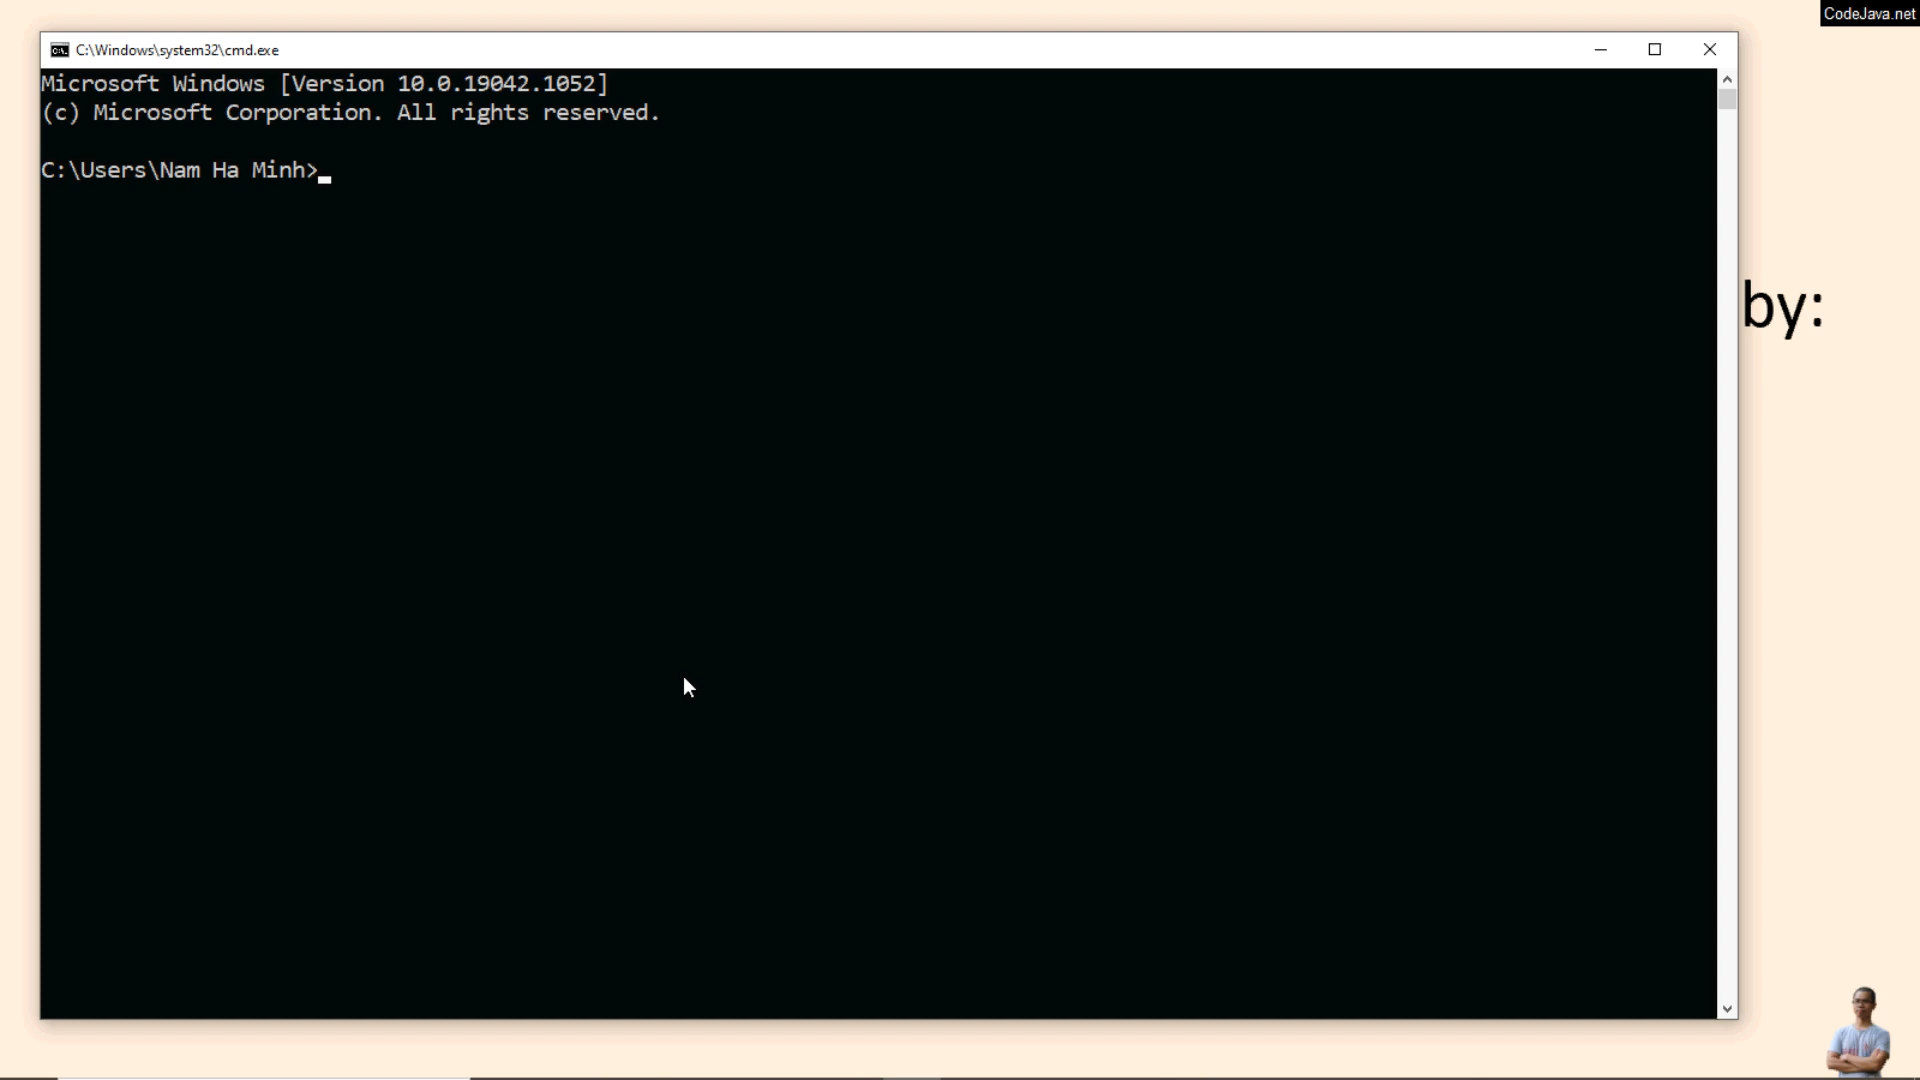 CodeJava.net
C:\Windows\system32\cmd.exe
Microsoft Windows [Version 10.0.19042.1052]
(c) Microsoft Corporation. All rights reserved.
C:\Users\Nam Ha Minh>
by: